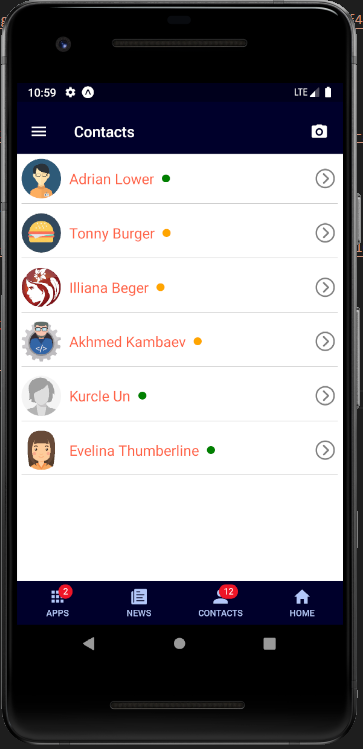 10:59 LTE
Contacts
Adrian Lower
Tonny Burger
Illiana Beger
Akhmed Kambaev
</>
Kurcle Un
Evelina Thumberline
2 12
APPS NEWS CONTACTS HOME